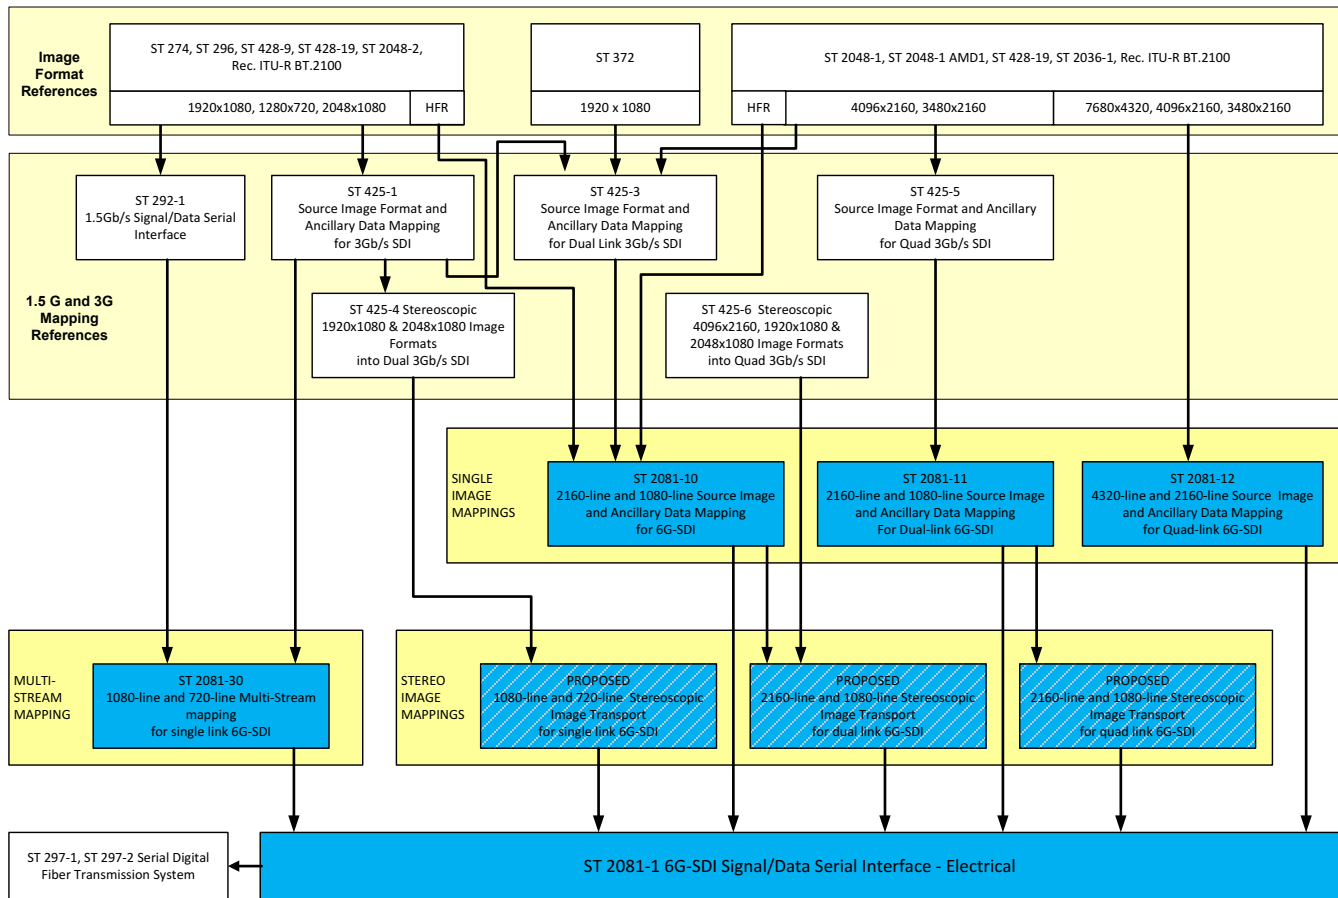 Image
Format
References
ST 274, ST 296, ST 428-9, ST 428-19, ST 2048-2,
Rec. ITU-R BT.2100
1920x1080, 1280x720, 2048x1080
HFR
ST 372
1920 x 1080
ST 2048-1, ST 2048-1 AMD1, ST 428-19, ST 2036-1, Rec. ITU-R BT.2100
HFR
4096x2160, 3480x2160
7680x4320, 4096x2160, 3480x2160
1.5 G and 3G
Mapping
References
ST 292-1
1.5Gb/s Signal/Data Serial
Interface
ST 425-1
Source Image Format and
Ancillary Data Mapping
for 3Gb/s SDI
ST 425-3
Source Image Format and
Ancillary Data Mapping
for Dual Link 3Gb/s SDI
ST 425-5
Source Image Format and Ancillary
Data Mapping
for Quad 3Gb/s SDI
ST 425-4 Stereoscopic
1920x1080 & 2048x1080 Image
Formats
into Dual 3Gb/s SDI
ST 425-6 Stereoscopic
4096x2160, 1920x1080 &
2048x1080 Image Formats
into Quad 3Gb/s SDI
SINGLE
IMAGE
MAPPINGS
ST 2081-10
2160-line and 1080-line Source Image
and Ancillary Data Mapping
for 6G-SDI
ST 2081-11
2160-line and 1080-line Source Image
and Ancillary Data Mapping
For Dual-link 6G-SDI
ST 2081-12
4320-line and 2160-line Source Image
and Ancillary Data Mapping
for Quad-link 6G-SDI
MULTI-
STREAM
MAPPING
ST 2081-30
1080-line and 720-line Multi-Stream
mapping
for single link 6G-SDI
STEREO
IMAGE
MAPPINGS
PROPOSED
1080-line and 720-line Stereoscopic
Image Transport
for single link 6G-SDI
PROPOSED
2160-line and 1080-line Stereoscopic
Image Transport
for dual link 6G-SDI
PROPOSED
2160-line and 1080-line Stereoscopic
Image Transport
for quad link 6G-SDI
ST 297-1, ST 297-2 Serial Digital
Fiber Transmission System
ST 2081-1 6G-SDI Signal/Data Serial Interface - Electrical